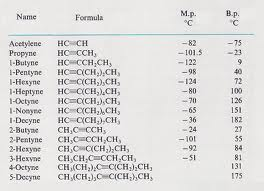 Name Formula M.p. °C B.p. °C
Acetylene HC≡CH −82 −75
Propyne HC≡CCH₃ −101.5 −23
1-Butyne HC≡CCH₂CH₃ −122 9
1-Pentyne HC≡C(CH₂)₂CH₃ −98 40
1-Hexyne HC≡C(CH₂)₃CH₃ −124 72
1-Heptyne HC≡C(CH₂)₄CH₃ −80 100
1-Octyne HC≡C(CH₂)₅CH₃ −70 126
1-Nonyne HC≡C(CH₂)₆CH₃ −65 151
1-Decyne HC≡C(CH₂)₇CH₃ −36 182
2-Butyne CH₃C≡CCH₃ −24 27
2-Pentyne CH₃C≡CCH₂CH₃ −101 55
2-Hexyne CH₃C≡C(CH₂)₂CH₃ −92 84
3-Hexyne CH₃CH₂C≡CCH₂CH₃ −51 81
4-Octyne CH₃(CH₂)₂C≡C(CH₂)₂CH₃ 131
5-Decyne CH₃(CH₂)₃C≡C(CH₂)₃CH₃ 175